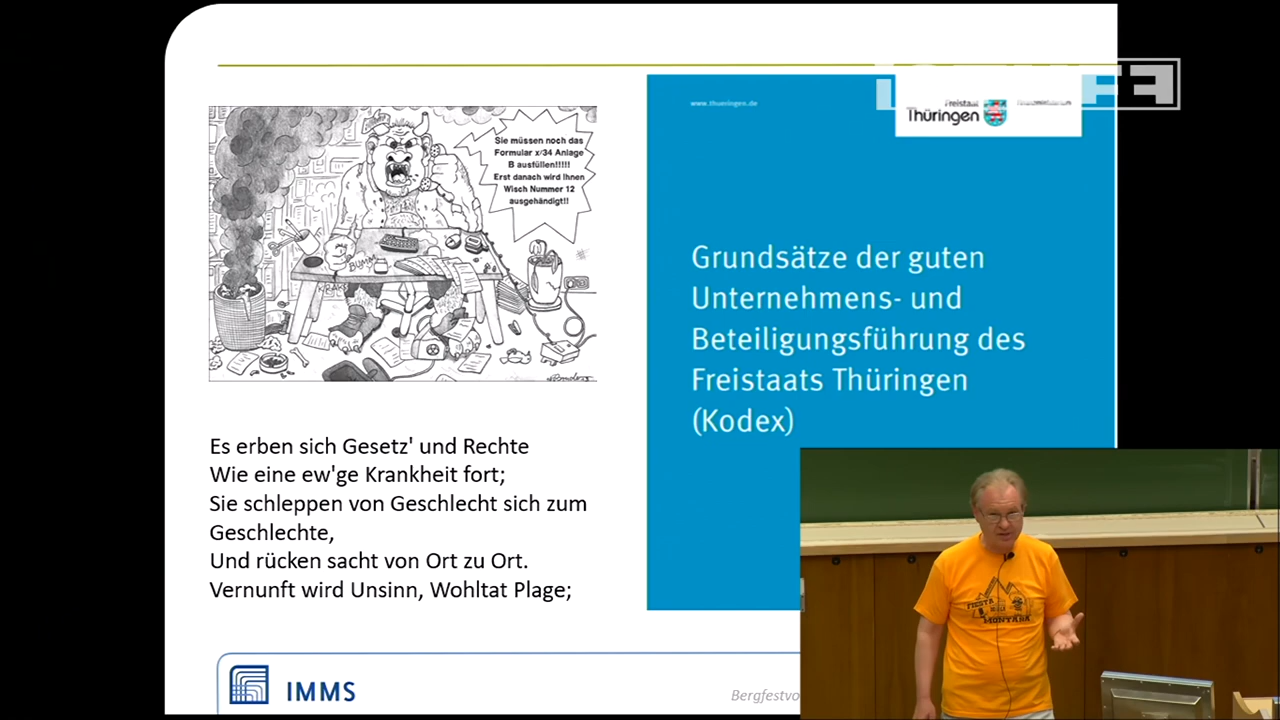 www.thueringen.de
Freistaat
Thüringen
Sie müssen noch das
Formular x/34 Anlage
B ausfüllen!!!!!
Erst danach wird Ihnen
Wisch Nummer 12
ausgehändigt!!
BUMM
Grundsätze der guten
Unternehmens- und
Beteiligungsführung des
Freistaats Thüringen
(Kodex)
Es erben sich Gesetz' und Rechte
Wie eine ew'ge Krankheit fort;
Sie schleppen von Geschlecht sich zum
Geschlechte,
Und rücken sacht von Ort zu Ort.
Vernunft wird Unsinn, Wohltat Plage;
FIESTA
MONTAÑA
IMMS